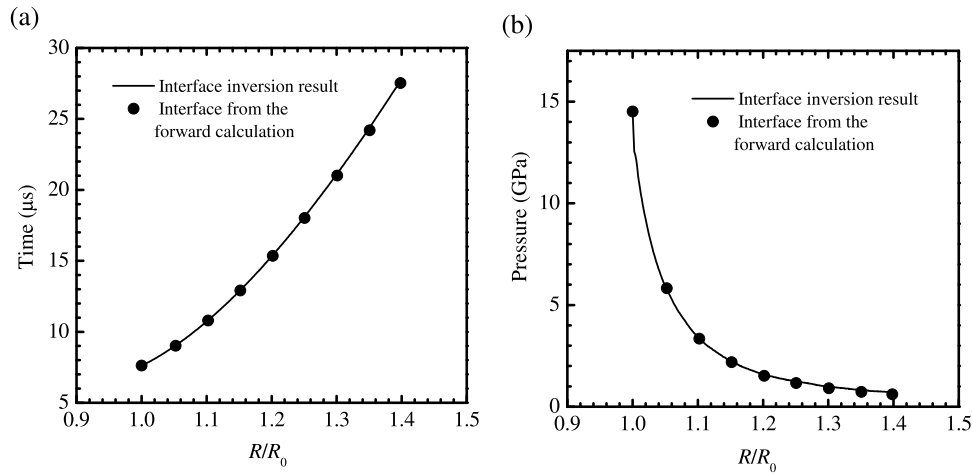 (a)
30
25
20
15
10
5
0.9 1.0 1.1 1.2 1.3 1.4 1.5
Time (μs)
R/R0
Interface inversion result
Interface from the
forward calculation
(b)
15
10
5
0
0.9 1.0 1.1 1.2 1.3 1.4 1.5
Pressure (GPa)
R/R0
Interface inversion result
Interface from the
forward calculation